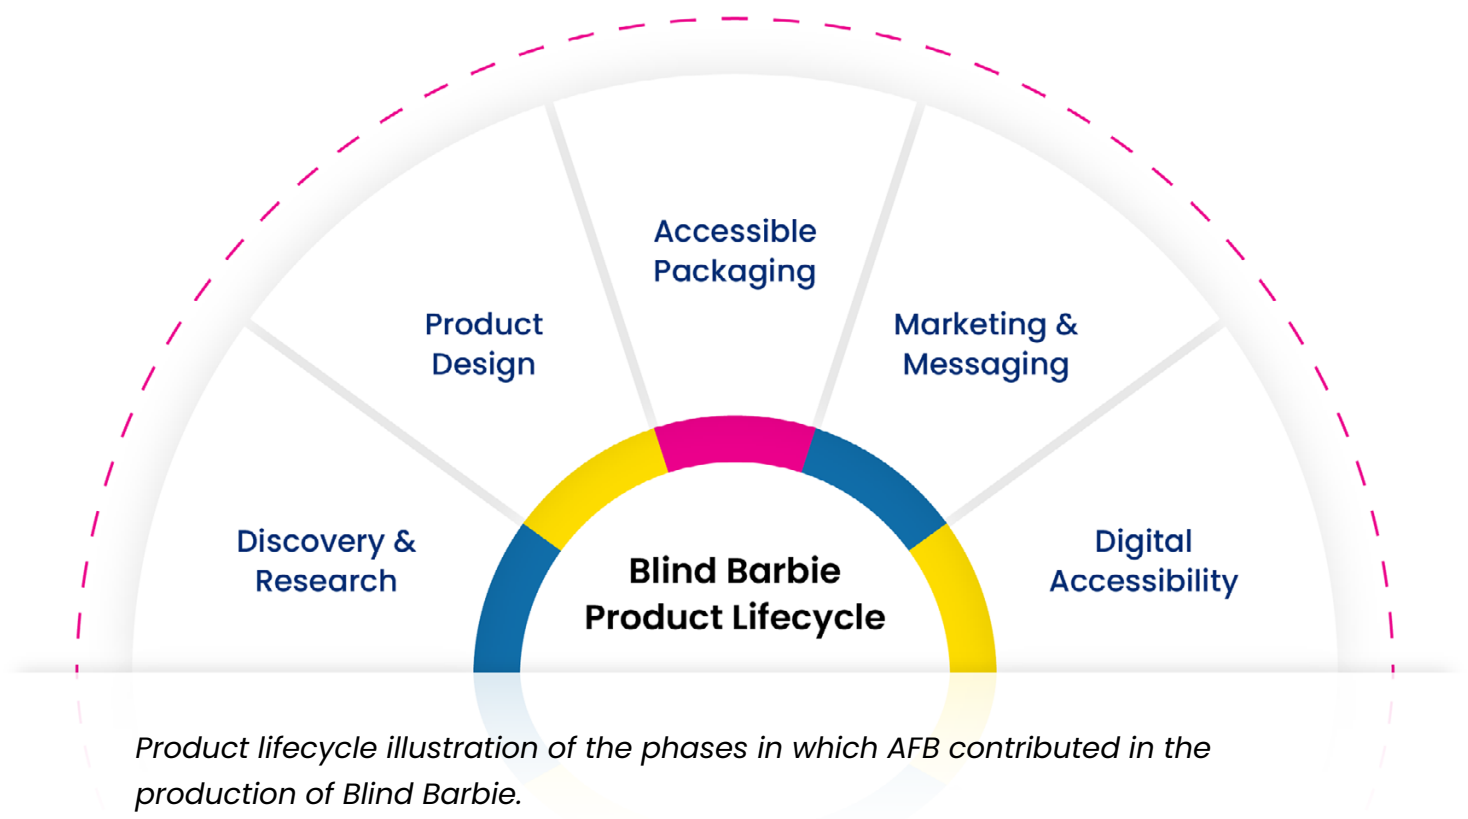 Accessible
Packaging
Product
Design
Marketing &
Messaging
Discovery &
Research
Digital
Accessibility
Blind Barbie
Product Lifecycle
Product lifecycle illustration of the phases in which AFB contributed in the
production of Blind Barbie.